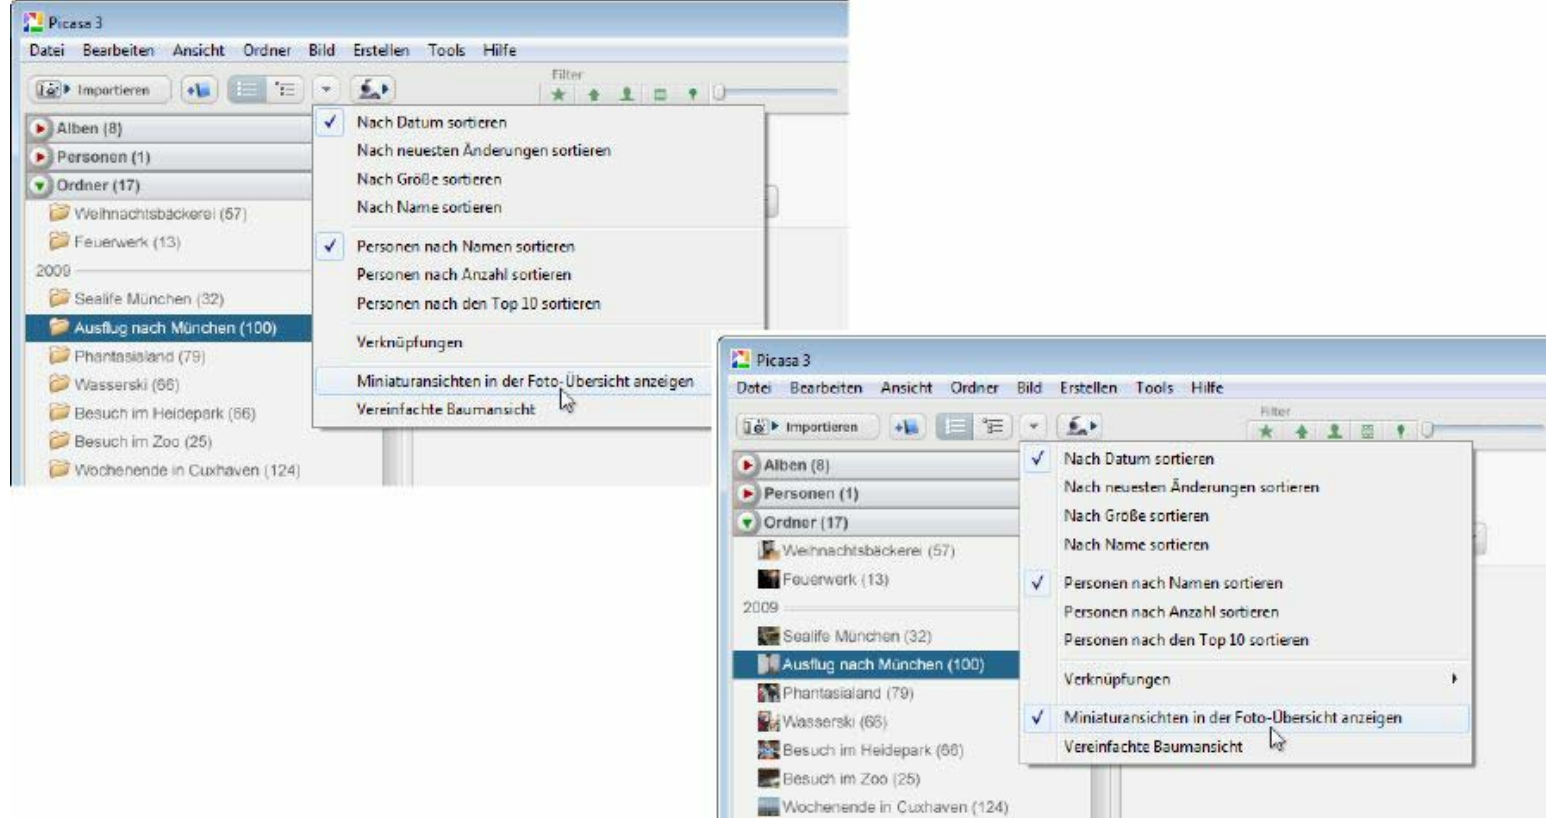 Picasa 3
Datei Bearbeiten Ansicht Ordner Bild Erstellen Tools Hilfe
Importieren
Filter
Alben (8)
Personen (1)
Ordner (17)
Weihnachtsbäckerei (57)
Feuerwerk (13)
2009
Sealife München (32)
Ausflug nach München (100)
Phantasialand (79)
Wasserski (66)
Besuch im Heidepark (66)
Besuch im Zoo (25)
Wochenende in Cuxhaven (124)
Nach Datum sortieren
Nach neuesten Änderungen sortieren
Nach Größe sortieren
Nach Name sortieren
Personen nach Namen sortieren
Personen nach Anzahl sortieren
Personen nach den Top 10 sortieren
Verknüpfungen
Miniaturansichten in der Foto-Übersicht anzeigen
Vereinfachte Baumansicht
Picasa 3
Datei Bearbeiten Ansicht Ordner Bild Erstellen Tools Hilfe
Importieren
Filter
Alben (8)
Personen (1)
Ordner (17)
Weihnachtsbäckerei (57)
Feuerwerk (13)
2009
Sealife München (32)
Ausflug nach München (100)
Phantasialand (79)
Wasserski (66)
Besuch im Heidepark (66)
Besuch im Zoo (25)
Wochenende in Cuxhaven (124)
Nach Datum sortieren
Nach neuesten Änderungen sortieren
Nach Größe sortieren
Nach Name sortieren
Personen nach Namen sortieren
Personen nach Anzahl sortieren
Personen nach den Top 10 sortieren
Verknüpfungen
Miniaturansichten in der Foto-Übersicht anzeigen
Vereinfachte Baumansicht